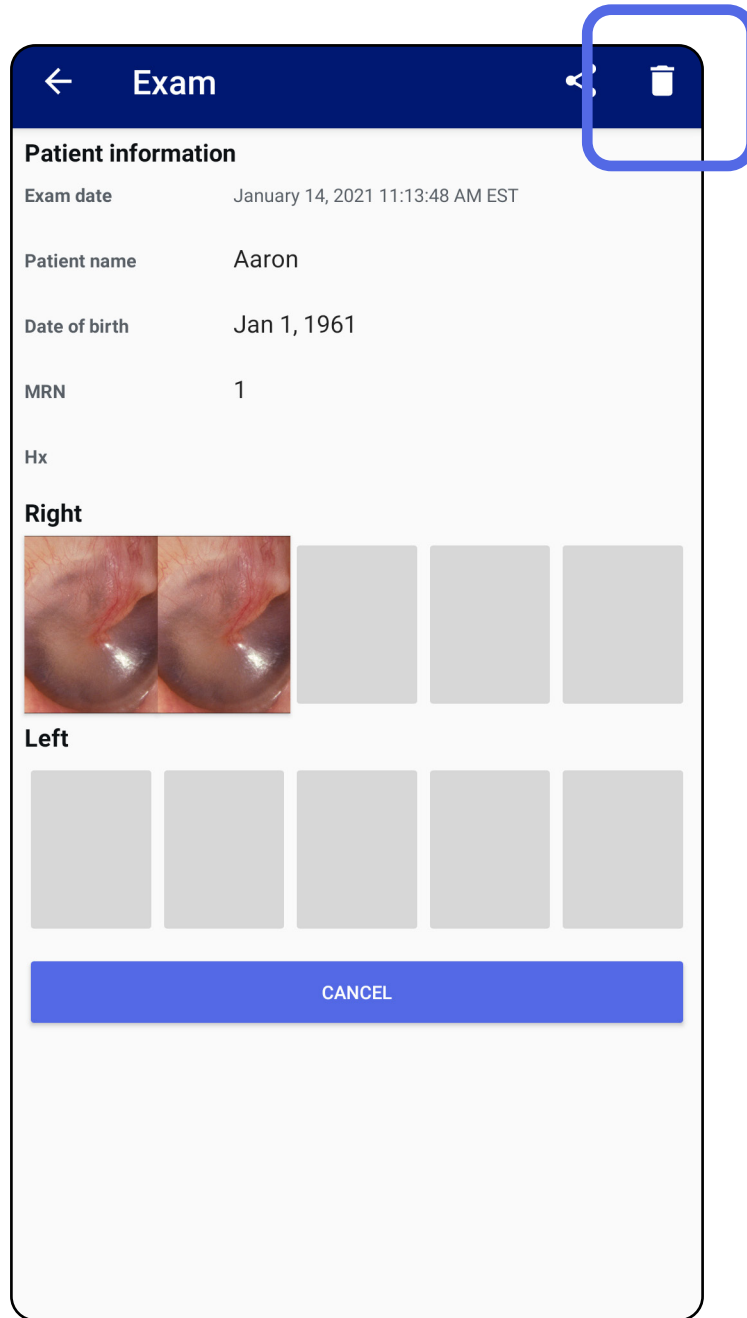 Exam
Patient information
Exam date January 14, 2021 11:13:48 AM EST
Patient name Aaron
Date of birth Jan 1, 1961
MRN 1
Hx
Right
Left
CANCEL